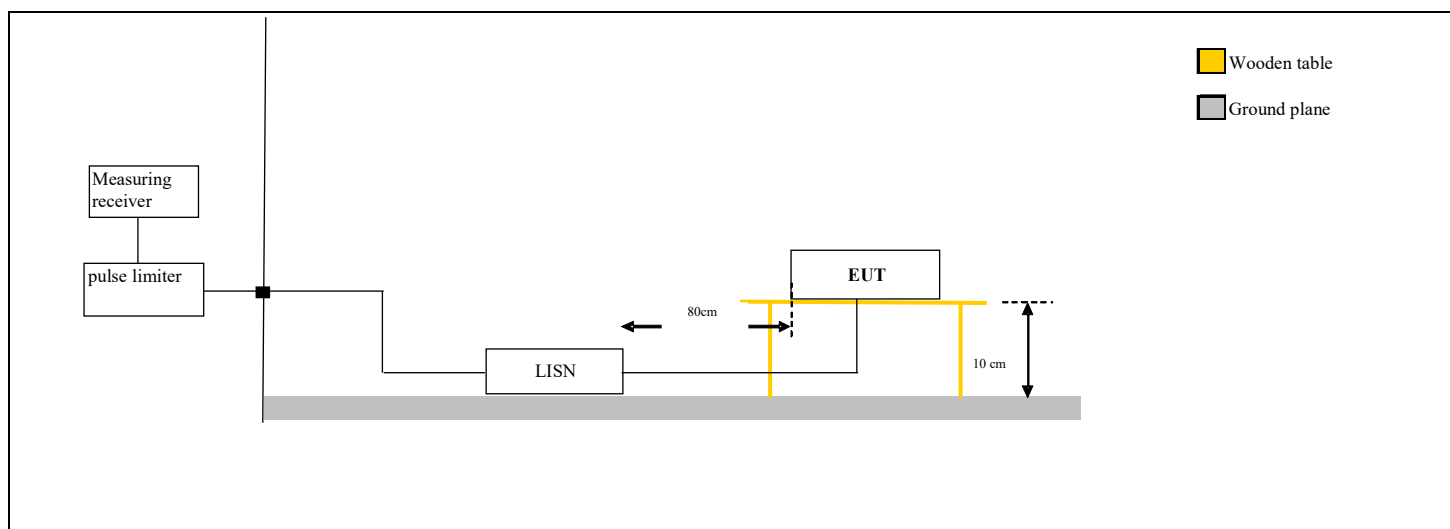 Wooden table
Ground plane
Measuring
receiver
pulse limiter
EUT
80cm
10 cm
LISN